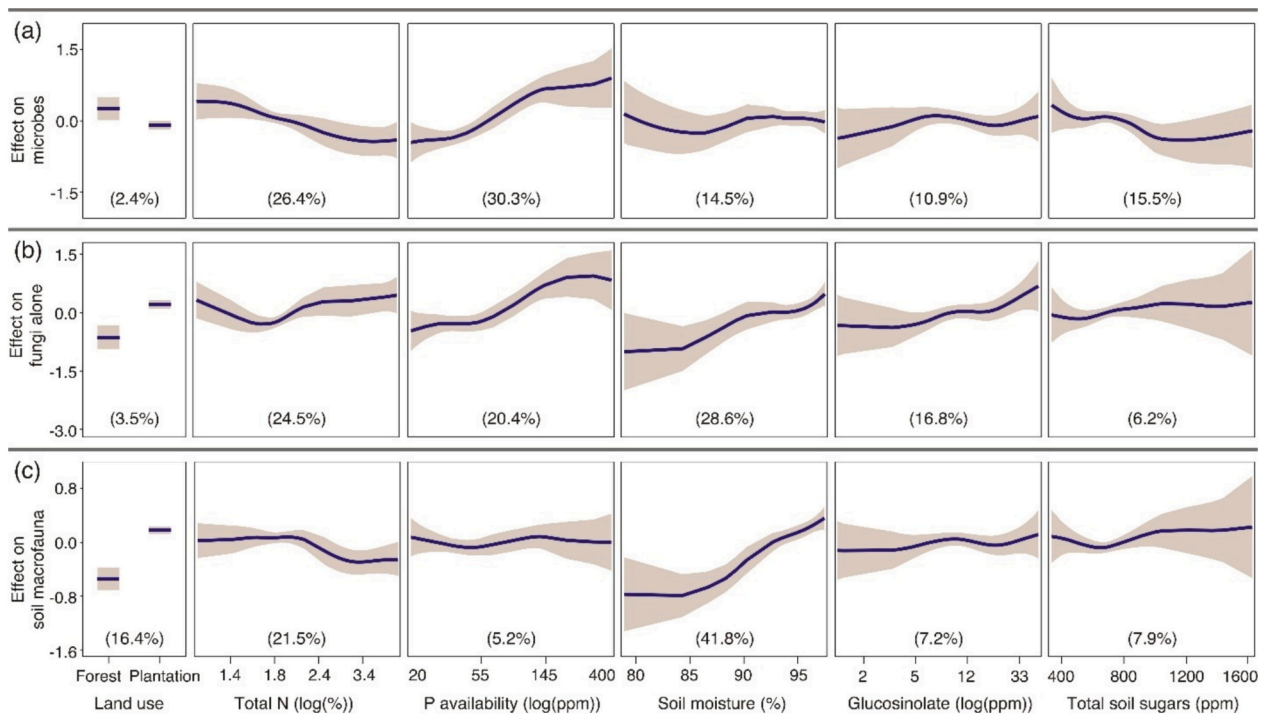 (a)
Effect on
microbes
1.5
0.0
-1.5
(2.4%)
(26.4%)
(30.3%)
(14.5%)
(10.9%)
(15.5%)
(b)
Effect on
fungi alone
1.5
0.0
-1.5
-3.0
(3.5%)
(24.5%)
(20.4%)
(28.6%)
(16.8%)
(6.2%)
(c)
Effect on
soil macrofauna
0.8
0.0
-0.8
-1.6
(16.4%)
(21.5%)
(5.2%)
(41.8%)
(7.2%)
(7.9%)
Forest Plantation
1.4 1.8 2.4 3.4
20 55 145 400
80 85 90 95
2 5 12 33
400 800 1200 1600
Land use
Total N (log(%))
P availability (log(ppm))
Soil moisture (%)
Glucosinolate (log(ppm))
Total soil sugars (ppm)